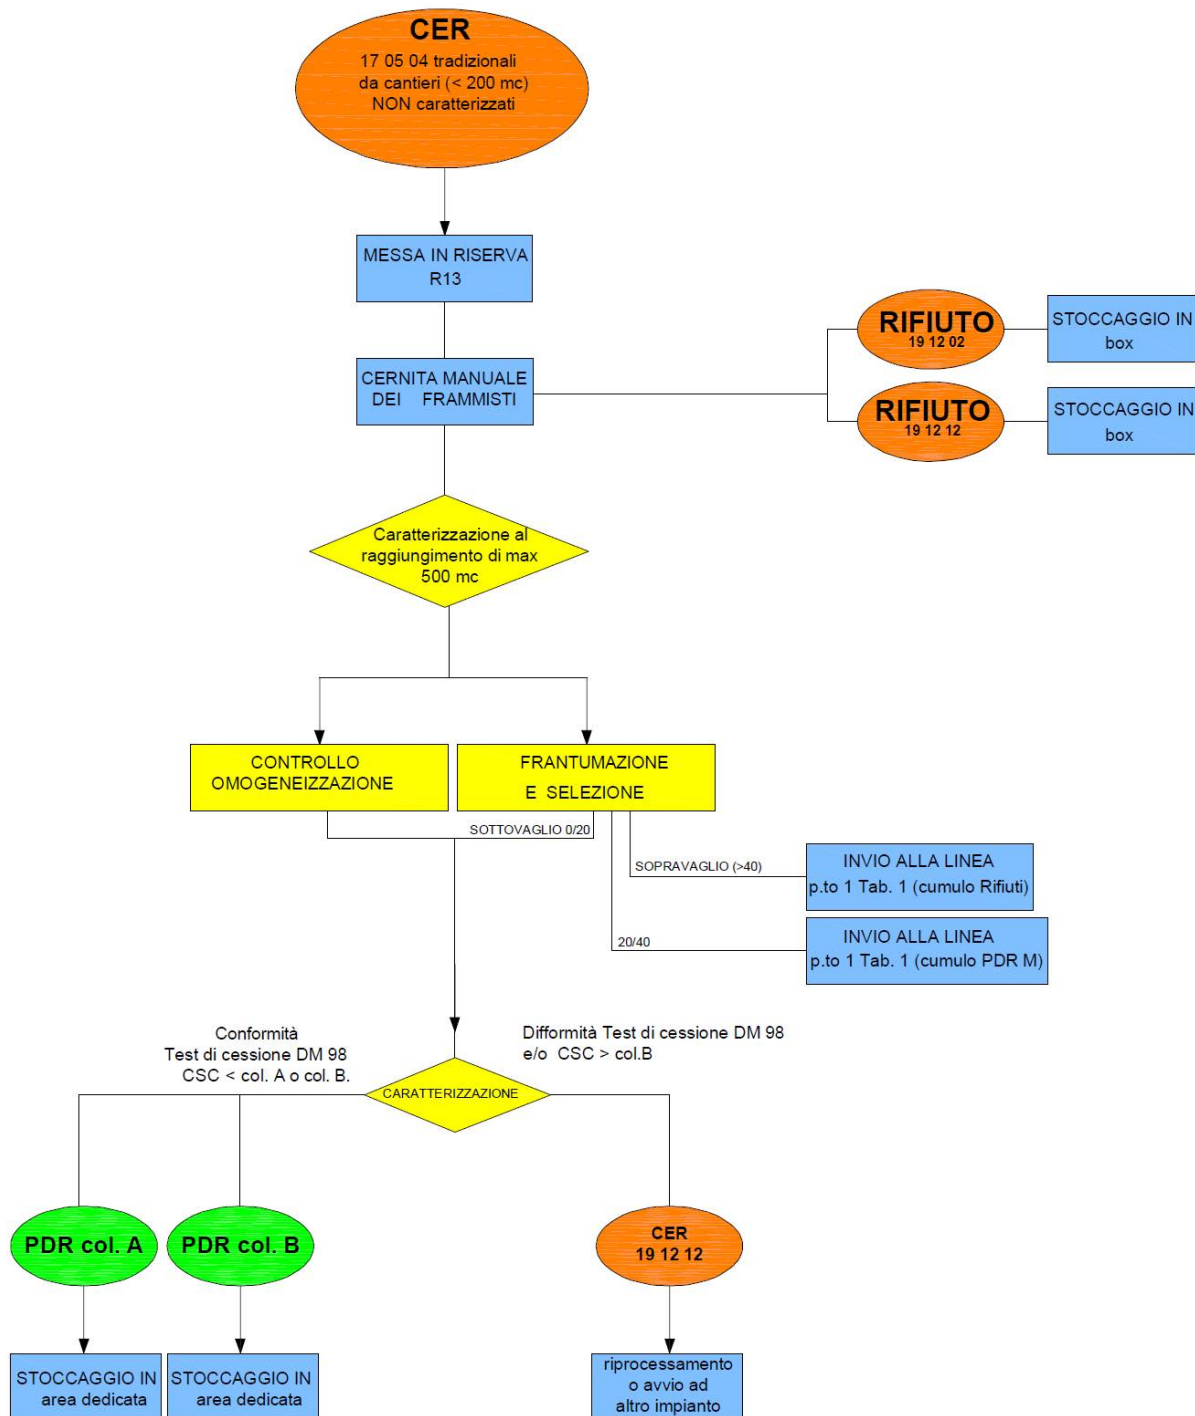 CER
17 05 04 tradizionali
da cantieri (< 200 mc)
NON caratterizzati
MESSA IN RISERVA
R13
CERNITA MANUALE
DEI FRAMMISTI
RIFIUTO
19 12 02
STOCCAGGIO IN
box
RIFIUTO
19 12 12
STOCCAGGIO IN
box
Caratterizzazione al
raggiungimento di max
500 mc
CONTROLLO
OMOGENEIZZAZIONE
FRANTUMAZIONE
E SELEZIONE
SOTTOVAGLIO 0/20
SOPRAVAGLIO (>40)
INVIO ALLA LINEA
p.to 1 Tab. 1 (cumulo Rifiuti)
20/40
INVIO ALLA LINEA
p.to 1 Tab. 1 (cumulo PDR M)
Conformità
Test di cessione DM 98
CSC < col. A o col. B.
Difformità Test di cessione DM 98
e/o CSC > col.B
CARATTERIZZAZIONE
PDR col. A
PDR col. B
CER
19 12 12
STOCCAGGIO IN
area dedicata
STOCCAGGIO IN
area dedicata
riprocessamento
o avvio ad
altro impianto